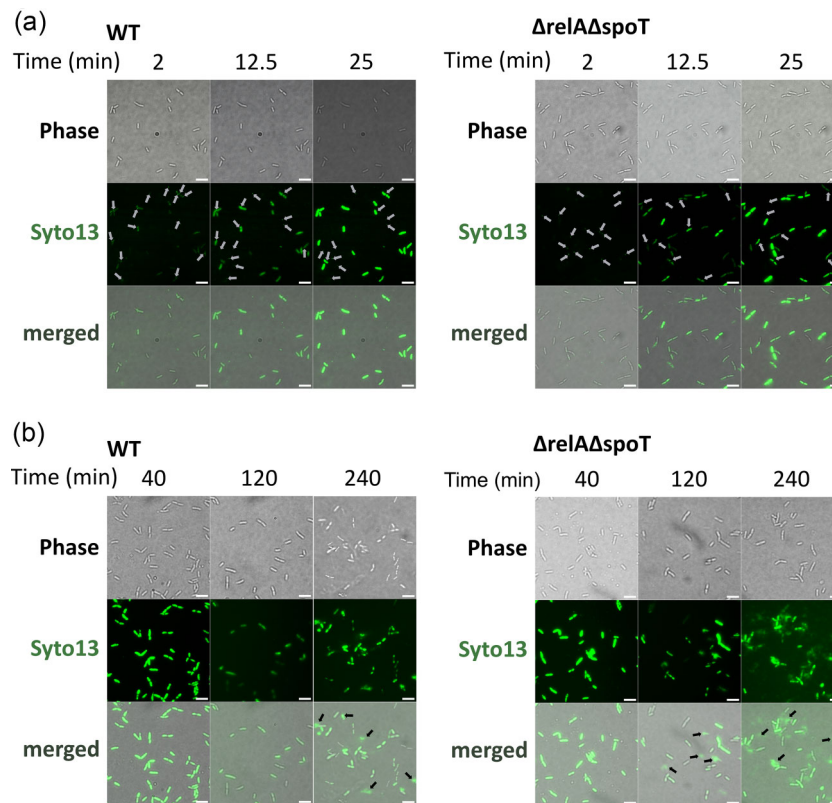 (a)
WT
Time (min) 2 12.5 25
Phase
Syto13
merged
ΔrelAΔspoT
Time (min) 2 12.5 25
Phase
Syto13
merged
(b)
WT
Time (min) 40 120 240
Phase
Syto13
merged
ΔrelAΔspoT
Time (min) 40 120 240
Phase
Syto13
merged